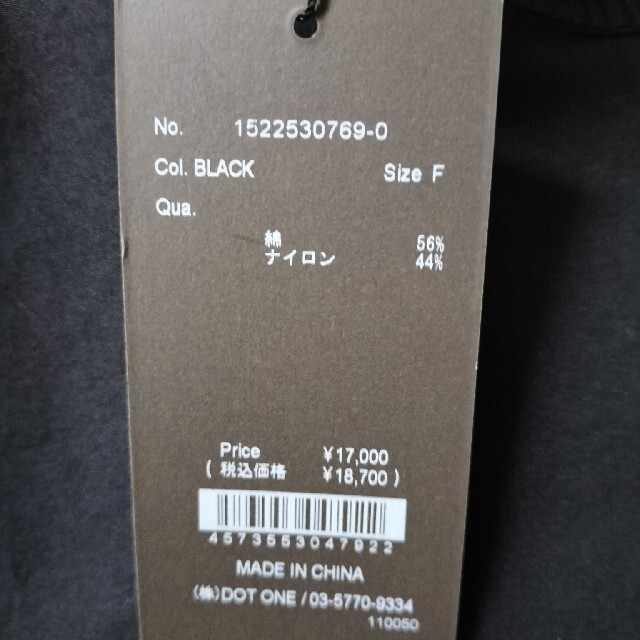 No. 1522530769-0
Col. BLACK Size F
Qua.
綿 56%
ナイロン 44%
Price ¥17,000
( 税込価格 ¥18,700 )
4573553047922
MADE IN CHINA
(株) DOT ONE / 03-5770-9334
110050